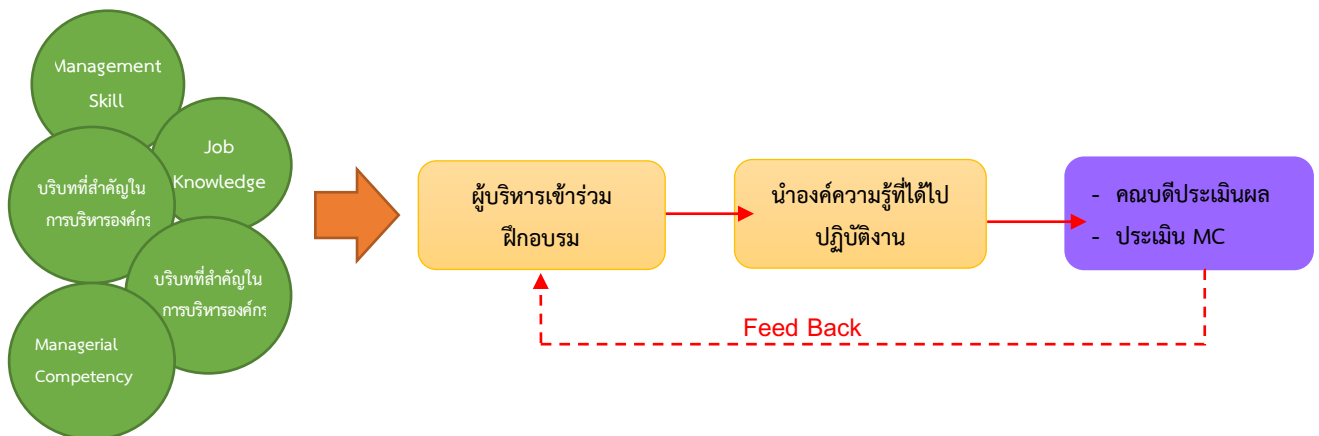 Management
Skill
Job
Knowledge
บริบทที่สำคัญใน
การบริหารองค์กร
บริบทที่สำคัญใน
การบริหารองค์กร
Managerial
Competency
ผู้บริหารเข้าร่วม
ฝึกอบรม
นำองค์ความรู้ที่ได้ไป
ปฏิบัติงาน
- คณบดีประเมินผล
- ประเมิน MC
Feed Back